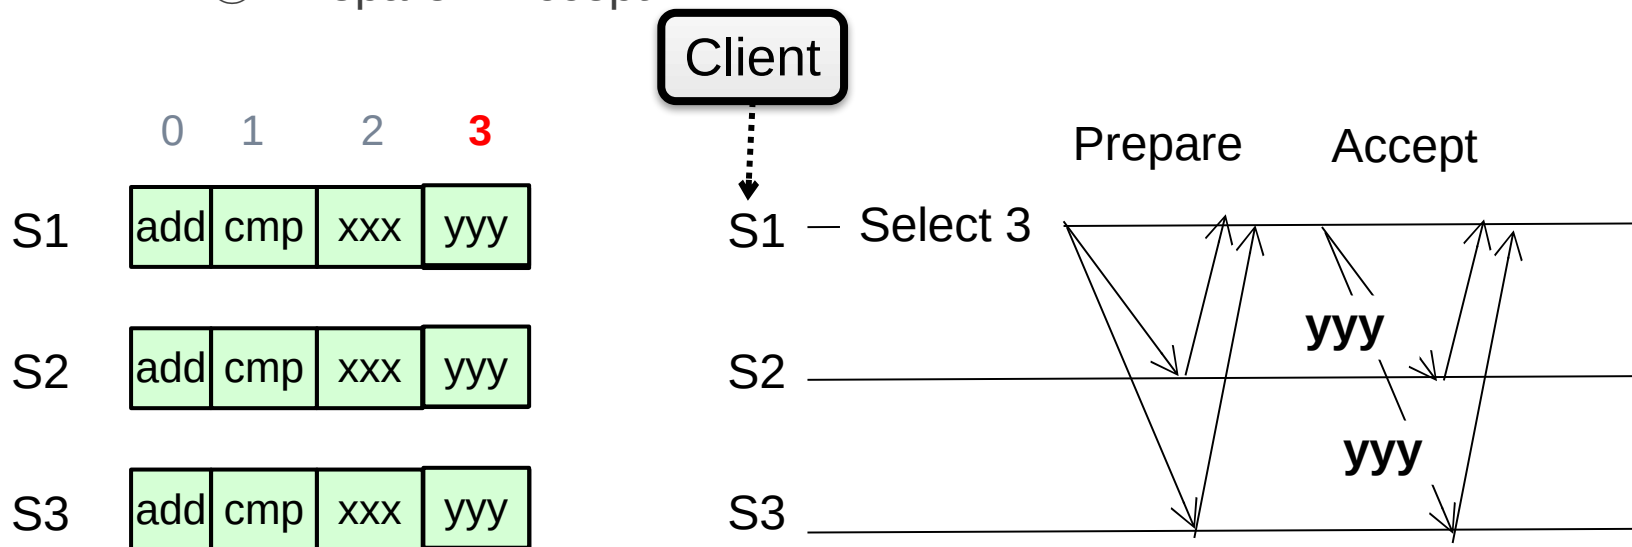 Client
0 1 2 3
Prepare Accept
S1 add cmp xxx yyy
S1 Select 3
yyy
S2 add cmp xxx yyy
S2
yyy
S3 add cmp xxx yyy
S3